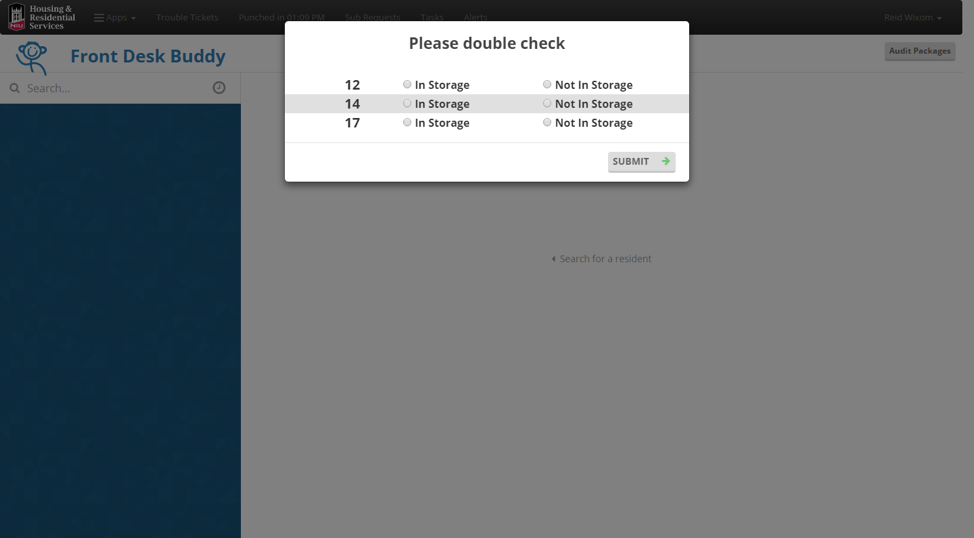 Housing &
Residential
Services
NIU
Apps
Trouble Tickets
Punched in 01:09 PM
Sub Requests
Tasks
Alerts
Reid Wixom
Front Desk Buddy
Audit Packages
Search...
Please double check
12 In Storage Not In Storage
14 In Storage Not In Storage
17 In Storage Not In Storage
SUBMIT
Search for a resident